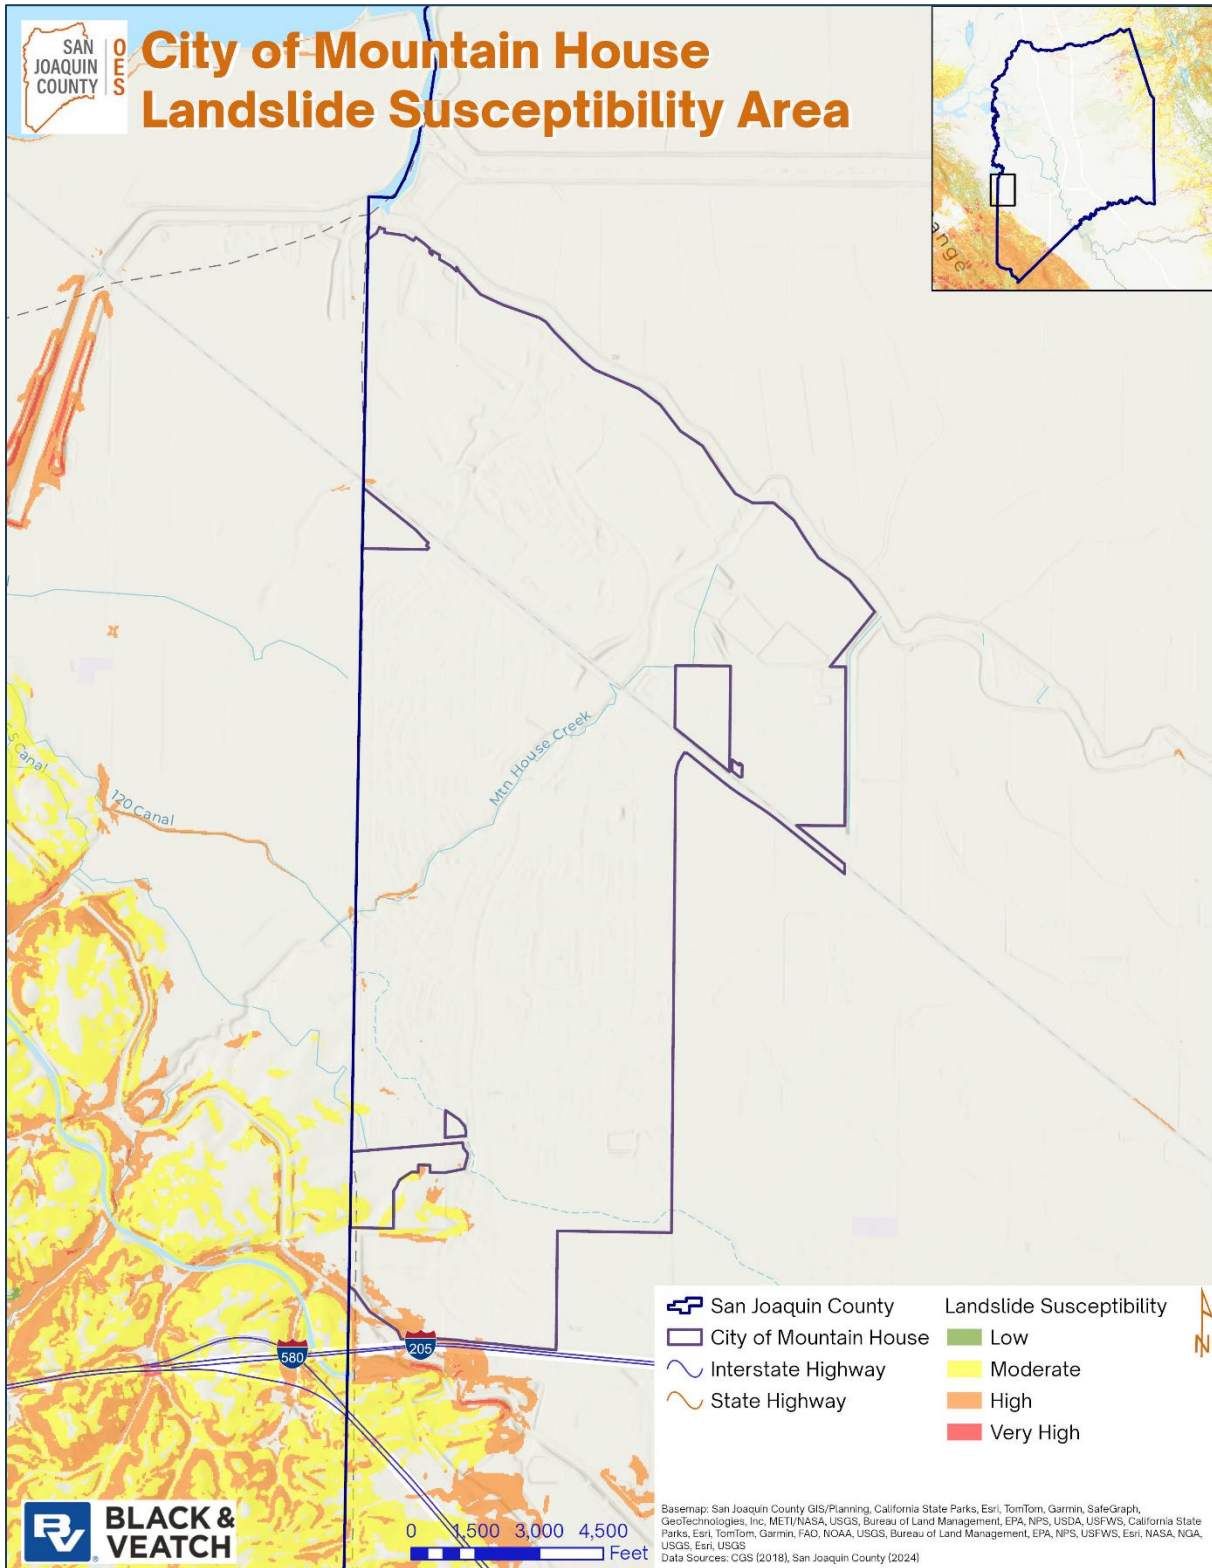 SAN
JOAQUIN
COUNTY
OES
City of Mountain House
Landslide Susceptibility Area
ange
Mtn House Creek
s Canal
120 Canal
580
205
San Joaquin County
City of Mountain House
Interstate Highway
State Highway
Landslide Susceptibility
Low
Moderate
High
Very High
N
BV
BLACK &
VEATCH
0 1,500 3,000 4,500
Feet
Basemap: San Joaquin County GIS/Planning, California State Parks, Esri, TomTom, Garmin, SafeGraph,
GeoTechnologies, Inc, METI/NASA, USGS, Bureau of Land Management, EPA, NPS, USDA, USFWS, California State
Parks, Esri, TomTom, Garmin, FAO, NOAA, USGS, Bureau of Land Management, EPA, NPS, USFWS, Esri, NASA, NGA,
USGS, Esri, USGS
Data Sources: CGS (2018), San Joaquin County (2024)